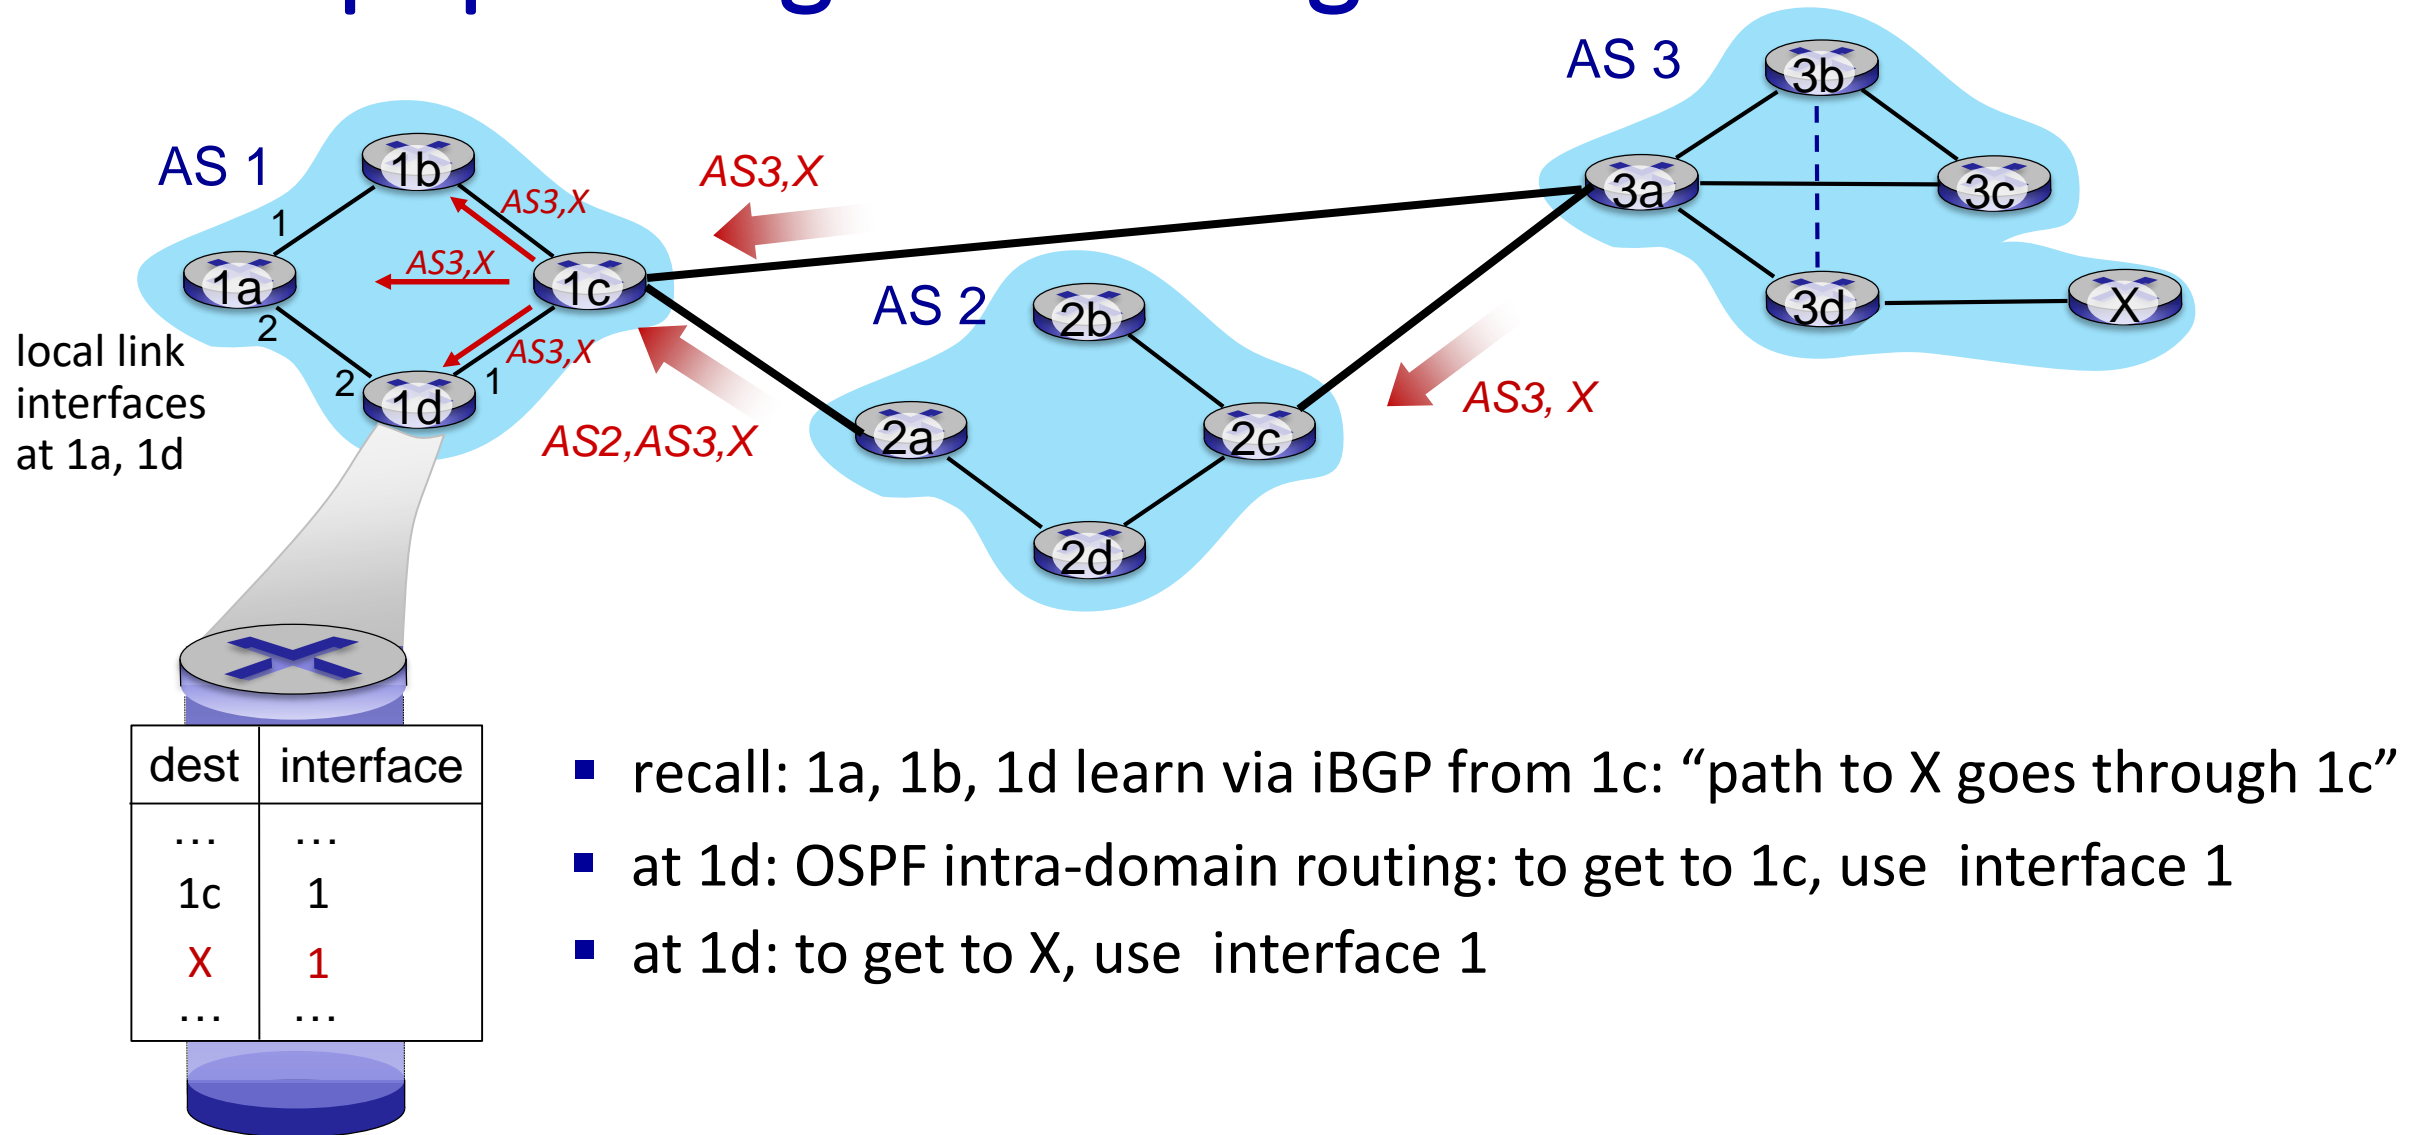 AS 3
3b
AS 1
1b
AS3,X
3a
3c
AS3,X
1
AS3,X
1a
1c
AS 2
2b
3d
X
2
local link
interfaces
at 1a, 1d
AS3,X
2
1
1d
AS3, X
AS2,AS3,X
2a
2c
2d
dest interface
... ...
1c 1
X 1
... ...
▪ recall: 1a, 1b, 1d learn via iBGP from 1c: “path to X goes through 1c”
▪ at 1d: OSPF intra-domain routing: to get to 1c, use interface 1
▪ at 1d: to get to X, use interface 1